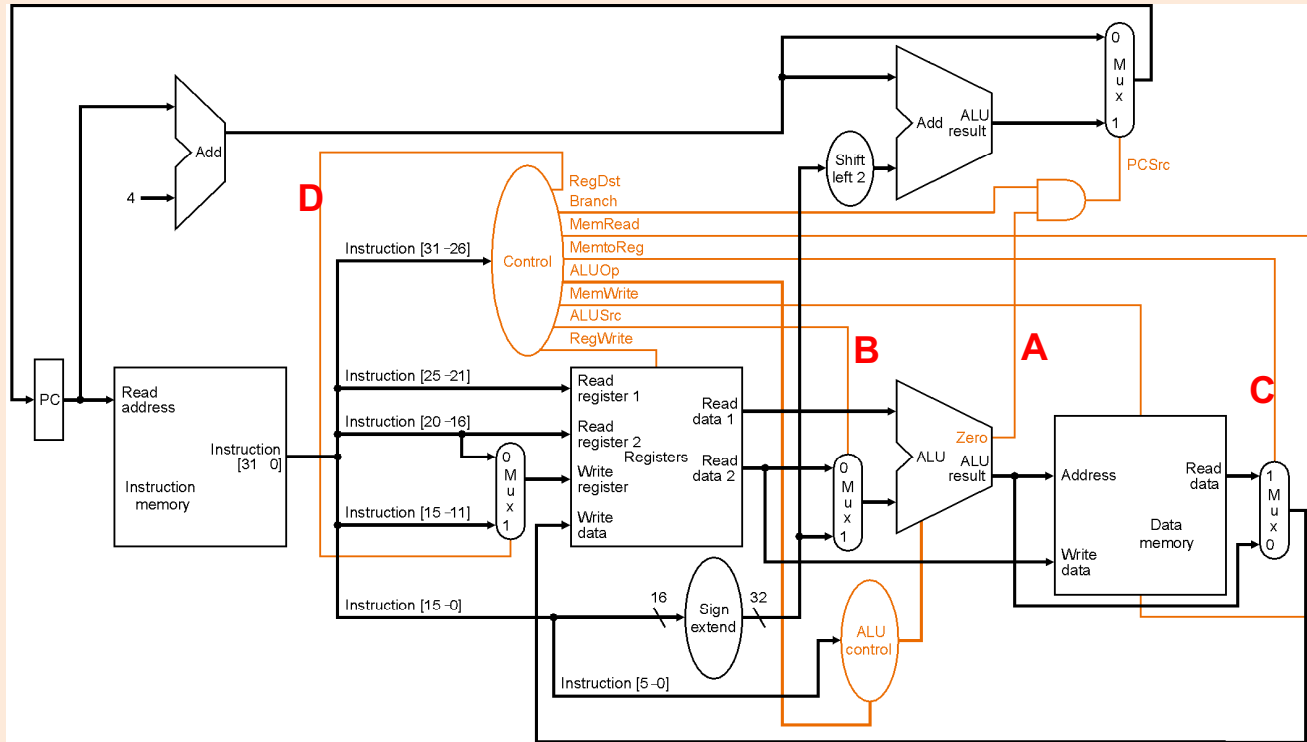 0
M
u
x
1
Add
ALU
result
Add
Shift
left 2
PCSrc
4
D
RegDst
Branch
MemRead
MemtoReg
ALUOp
MemWrite
ALUSrc
RegWrite
Control
Instruction [31–26]
B
A
C
PC
Read
address
Instruction
[31 0]
Instruction
memory
Instruction [25–21]
Instruction [20–16]
Instruction [15–11]
Instruction [15–0]
Instruction [5–0]
0
M
u
x
1
Read
register 1
Read
register 2
Write
register
Write
data
Registers
Read
data 1
Read
data 2
0
M
u
x
1
Zero
ALU
ALU
result
Address
Write
data
Read
data
Data
memory
1
M
u
x
0
16
Sign
extend
32
ALU
control